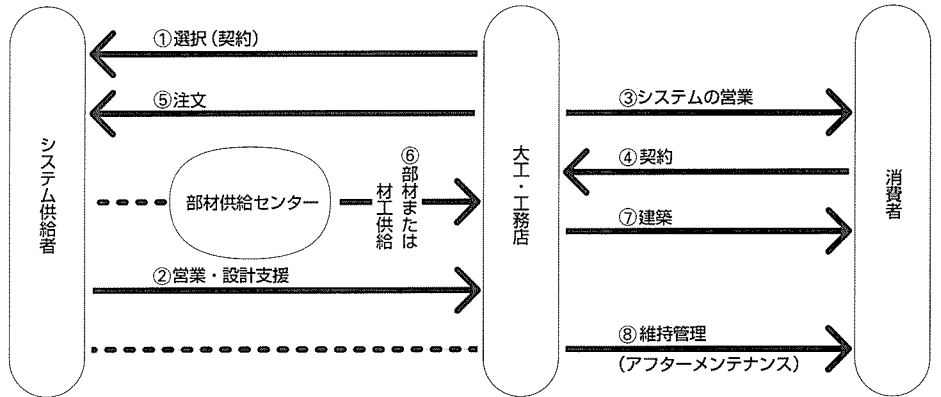 ①選択(契約)
⑤注文
③システムの営業
④契約
⑥部材または
材工供給
部材供給センター
システム供給者
大工・工務店
消費者
⑦建築
②営業・設計支援
⑧維持管理
(アフターメンテナンス)